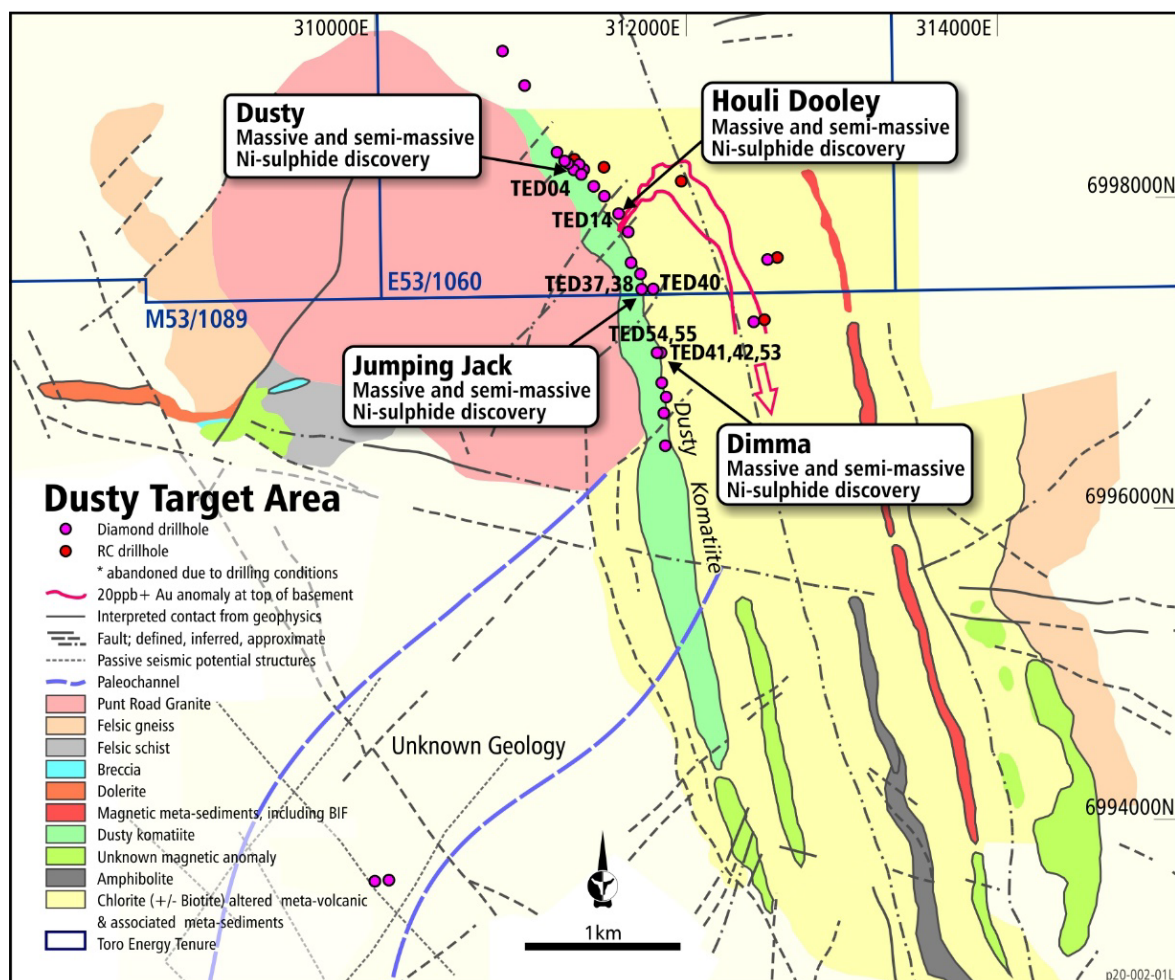 310000E
312000E
314000E
Dusty
Massive and semi-massive
Ni-sulphide discovery
Houli Dooley
Massive and semi-massive
Ni-sulphide discovery
TED04
6998000N
TED14
E53/1060
TED37,38
TED40
M53/1089
TED54,55
TED41,42,53
Jumping Jack
Massive and semi-massive
Ni-sulphide discovery
Dusty Komatiite
Dimma
Massive and semi-massive
Ni-sulphide discovery
6996000N
Dusty Target Area
Diamond drillhole
RC drillhole
* abandoned due to drilling conditions
20ppb+ Au anomaly at top of basement
Interpreted contact from geophysics
Fault; defined, inferred, approximate
Passive seismic potential structures
Paleochannel
Punt Road Granite
Felsic gneiss
Felsic schist
Breccia
Dolerite
Magnetic meta-sediments, including BIF
Dusty komatiite
Unknown magnetic anomaly
Amphibolite
Chlorite (+/- Biotite) altered meta-volcanic
& associated meta-sediments
Toro Energy Tenure
Unknown Geology
6994000N
1km
p20-002-01L